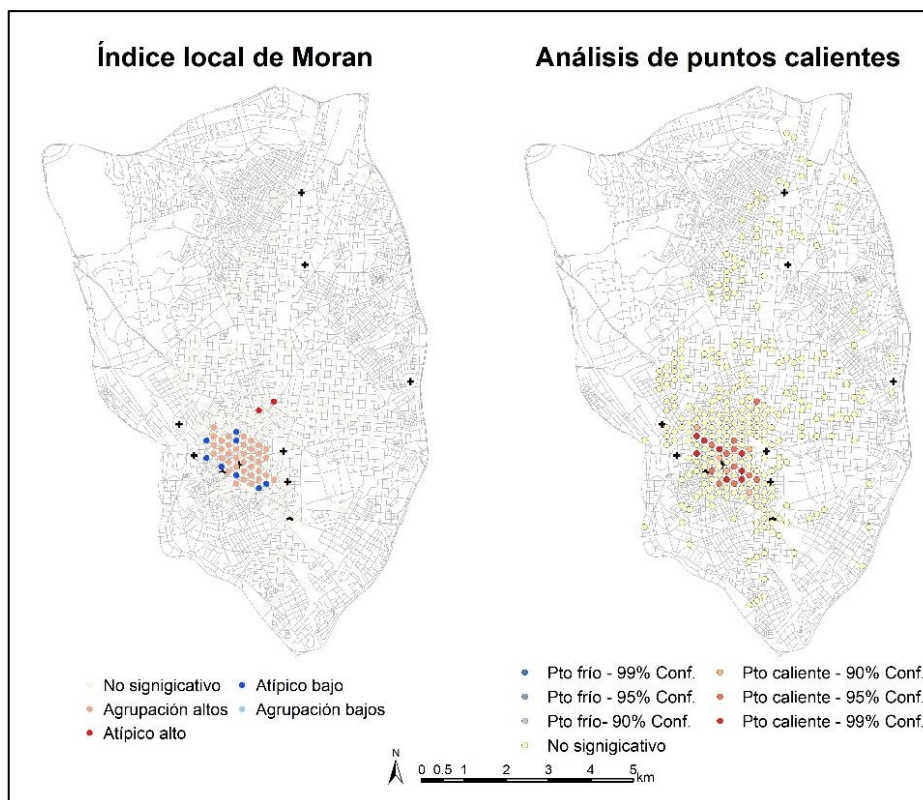 Índice local de Moran
Análisis de puntos calientes
No signigicativo
Atípico bajo
Agrupación altos
Agrupación bajos
Atípico alto
Pto frío - 99% Conf.
Pto caliente - 90% Conf.
Pto frío - 95% Conf.
Pto caliente - 95% Conf.
Pto frío- 90% Conf.
Pto caliente - 99% Conf.
No signigicativo
N
0 0.5 1 2 3 4 5
km